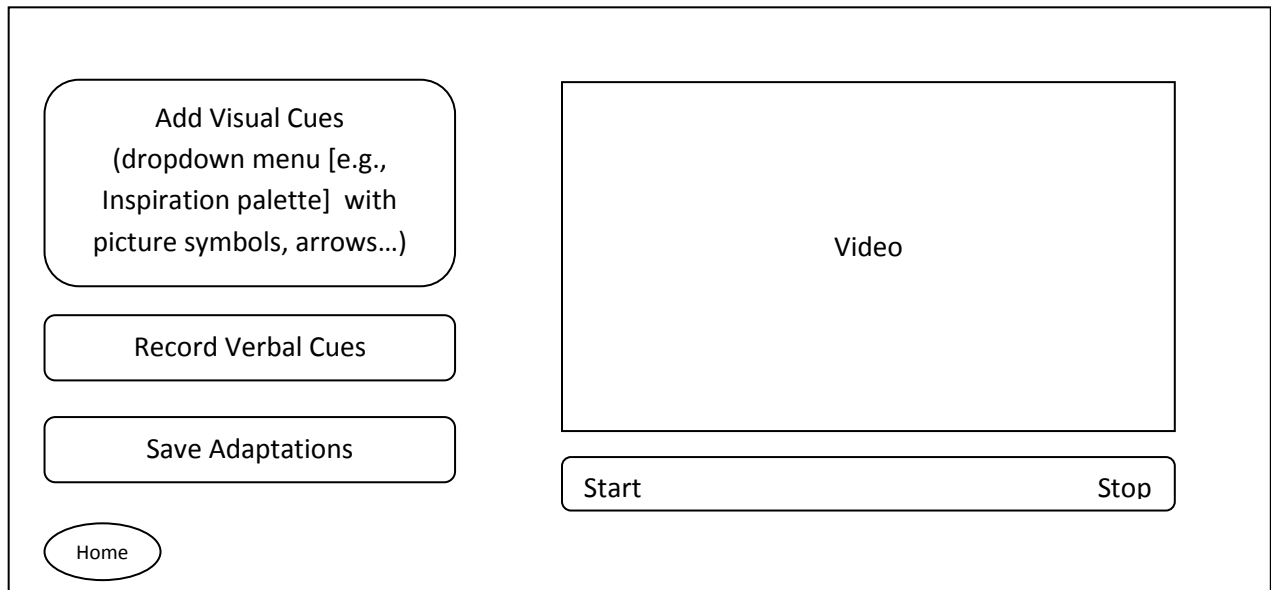 Add Visual Cues
(dropdown menu [e.g.,
Inspiration palette]  with
picture symbols, arrows…)
Record Verbal Cues
Save Adaptations
Home
Video
Start Stop